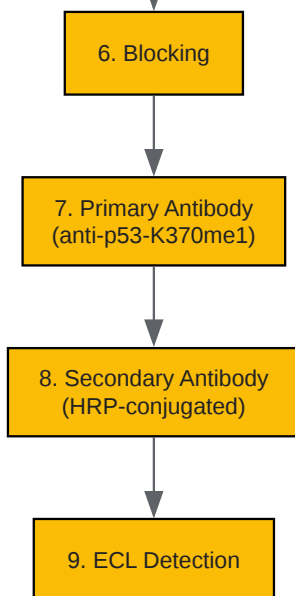 6. Blocking
7. Primary Antibody
(anti-p53-K370me1)
8. Secondary Antibody
(HRP-conjugated)
9. ECL Detection